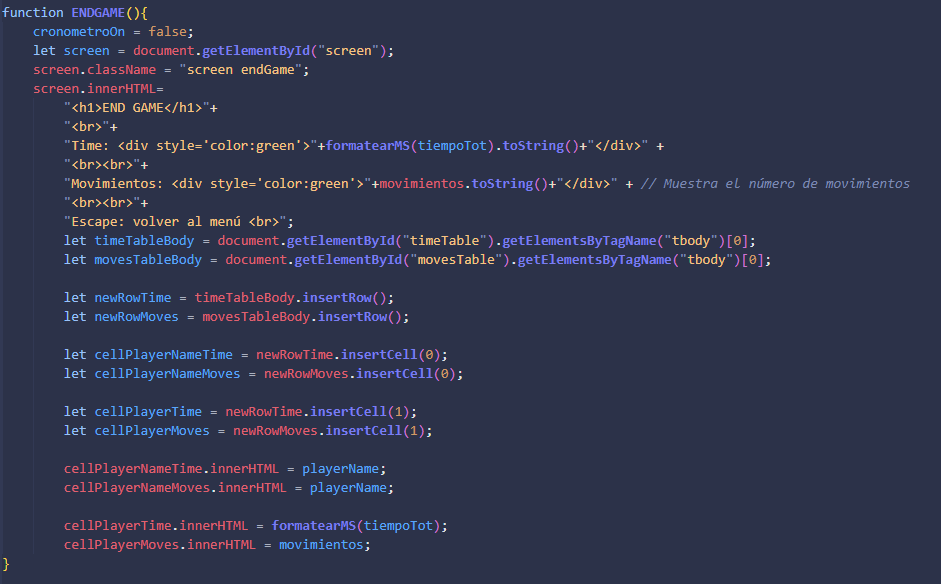 function ENDGAME(){
    cronometroOn = false;
    let screen = document.getElementById("screen");
    screen.className = "screen endGame";
    screen.innerHTML=
        "<h1>END GAME</h1>"+
        "<br>"+
        "Time: <div style='color:green'>"+formatearMS(tiempoTot).toString()+"</div>" +
        "<br><br>"+
        "Movimientos: <div style='color:green'>"+movimientos.toString()+"</div>" + // Muestra el número de movimientos
        "<br><br>"+
        "Escape: volver al menú <br>";
        let timeTableBody = document.getElementById("timeTable").getElementsByTagName("tbody")[0];
        let movesTableBody = document.getElementById("movesTable").getElementsByTagName("tbody")[0];

        let newRowTime = timeTableBody.insertRow();
        let newRowMoves = movesTableBody.insertRow();

        let cellPlayerNameTime = newRowTime.insertCell(0);
        let cellPlayerNameMoves = newRowMoves.insertCell(0);

        let cellPlayerTime = newRowTime.insertCell(1);
        let cellPlayerMoves = newRowMoves.insertCell(1);

        cellPlayerNameTime.innerHTML = playerName;
        cellPlayerNameMoves.innerHTML = playerName;

        cellPlayerTime.innerHTML = formatearMS(tiempoTot);
        cellPlayerMoves.innerHTML = movimientos;
}